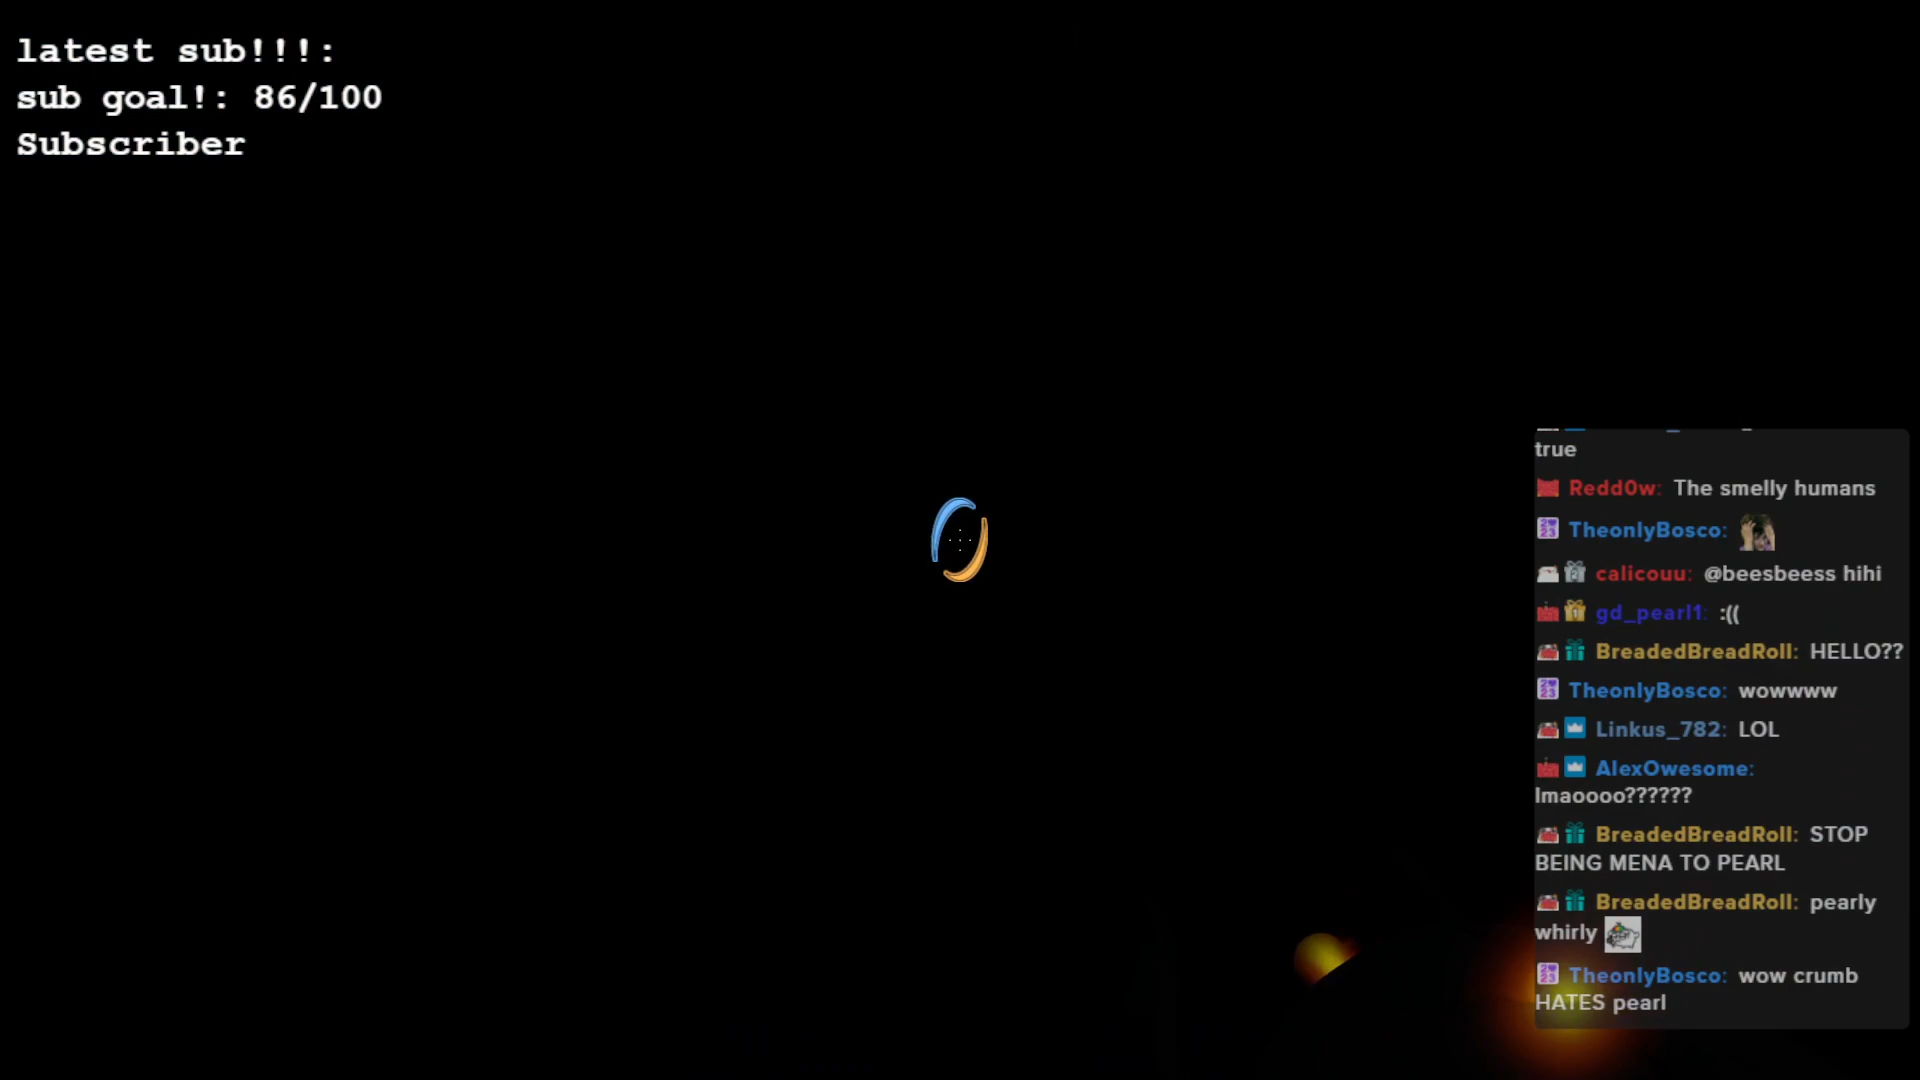 latest sub!!!:
sub goal!: 86/100
Subscriber
true
Redd0w: The smelly humans
TheonlyBosco:
calicouu: @beesbeess hihi
gd_pearl1: :((
BreadedBreadRoll: HELLO??
TheonlyBosco: wowwww
Linkus_782: LOL
AlexOwesome:
lmaoooo??????
BreadedBreadRoll: STOP
BEING MENA TO PEARL
BreadedBreadRoll: pearly
whirly
TheonlyBosco: wow crumb
HATES pearl